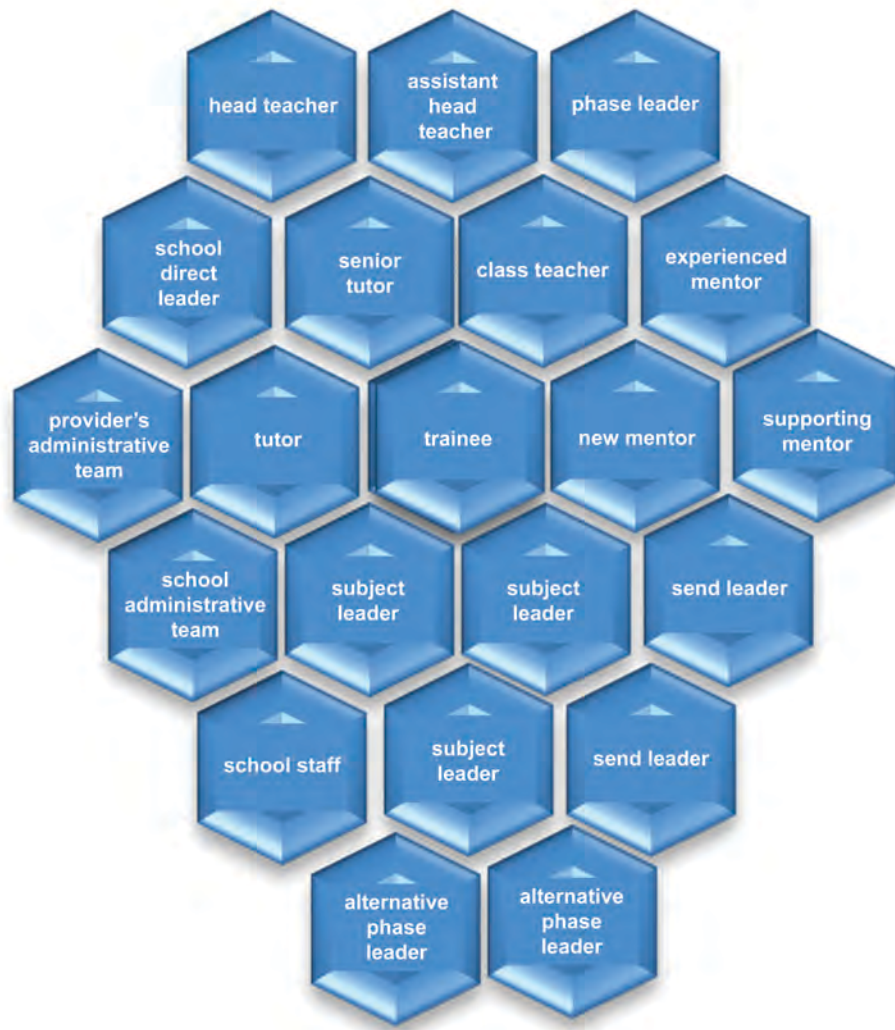 head teacher
assistant
head
teacher
phase leader
school
direct
leader
senior
tutor
class teacher
experienced
mentor
provider's
administrative
team
tutor
trainee
new mentor
supporting
mentor
school
administrative
team
subject
leader
subject
leader
send leader
school staff
subject
leader
send leader
alternative
phase
leader
alternative
phase
leader